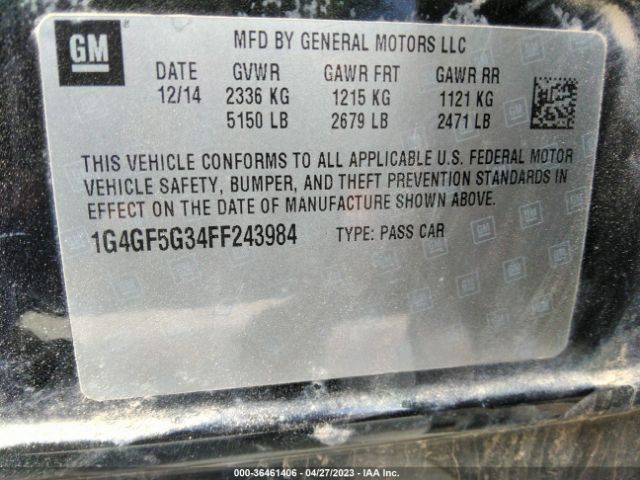 GM
MFD BY GENERAL MOTORS LLC
DATE GVWR GAWR FRT GAWR RR
12/14 2336 KG 1215 KG 1121 KG
5150 LB 2679 LB 2471 LB
THIS VEHICLE CONFORMS TO ALL APPLICABLE U.S. FEDERAL MOTOR
VEHICLE SAFETY, BUMPER, AND THEFT PREVENTION STANDARDS IN
EFFECT ON THE DATE OF MANUFACTURE SHOWN ABOVE.
1G4GF5G34FF243984 TYPE: PASS CAR
000-36461406 - 04/27/2023 - IAA Inc.